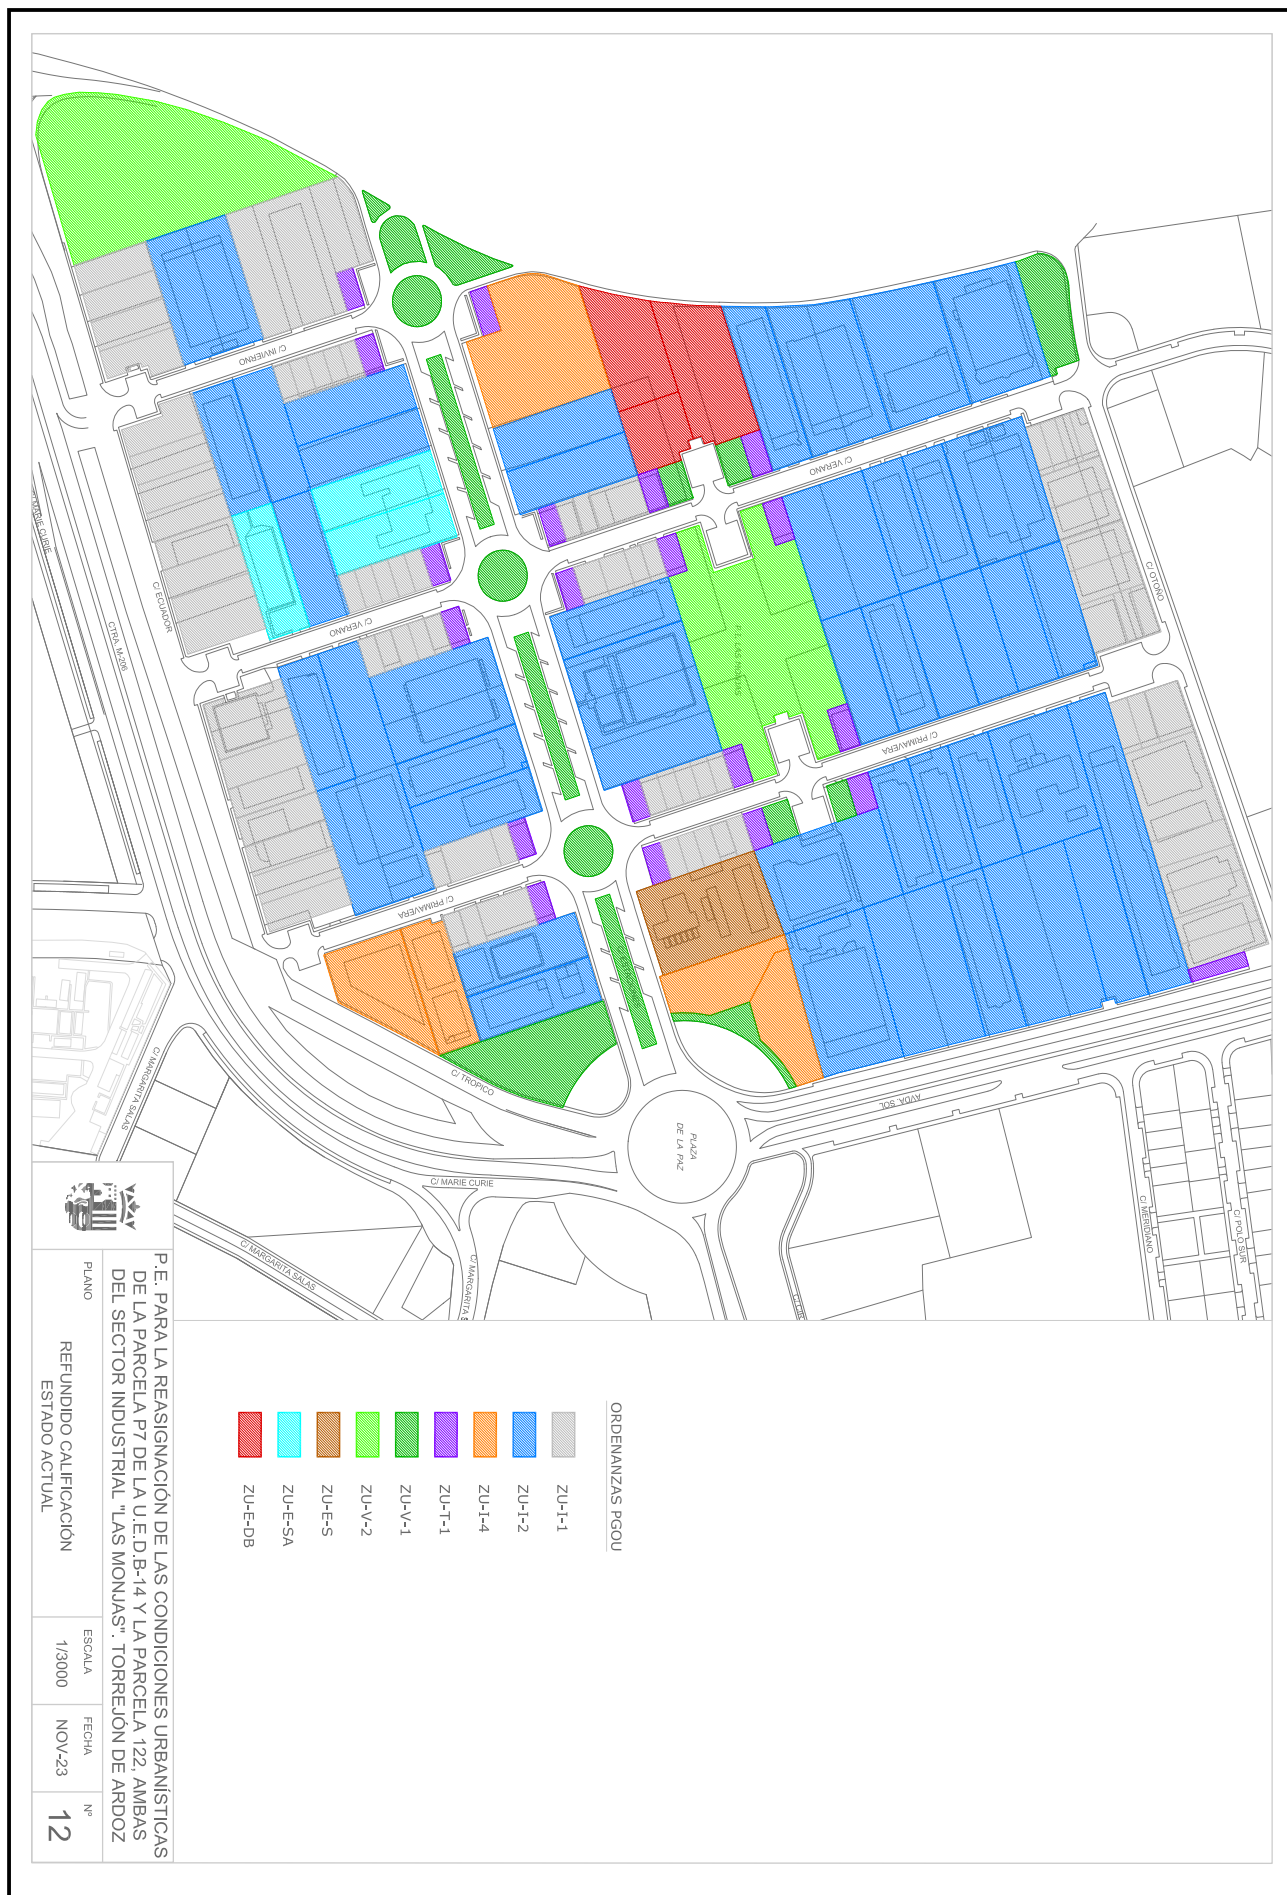 C/ INVIERNO
C/ VERANO
C/ OTOÑO
C/ ECUADOR
CTRA. M-206
C/ VERANO
C/ PRIMAVERA
C/ PRIMAVERA
C/ ESTACIONES
C/ TROPICO
AVDA. SOL
PLAZA
DE LA PAZ
C/ MARIE CURIE
C/ MARGARITA SALAS
C/ MARGARITA SALAS
C/ MARGARITA S
C/ MERIDIANO
C/ POLO SUR
ORDENANZAS PGOU
ZU-I-1
ZU-I-2
ZU-I-4
ZU-T-1
ZU-V-1
ZU-V-2
ZU-E-S
ZU-E-SA
ZU-E-DB
P.E. PARA LA REASIGNACIÓN DE LAS CONDICIONES URBANÍSTICAS
DE LA PARCELA P7 DE LA U.E.D.B-14 Y LA PARCELA 122, AMBAS
DEL SECTOR INDUSTRIAL "LAS MONJAS". TORREJÓN DE ARDOZ
PLANO
REFUNDIDO CALIFICACIÓN
ESTADO ACTUAL
ESCALA
1/3000
FECHA
NOV-23
Nº
12